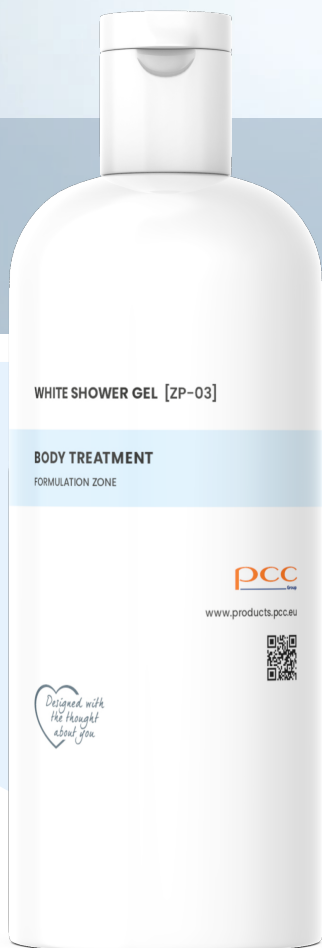 WHITE SHOWER GEL [ZP-03]
BODY TREATMENT
FORMULATION ZONE
pcc
Group
www.products.pcc.eu
Designed with
the thought
about you